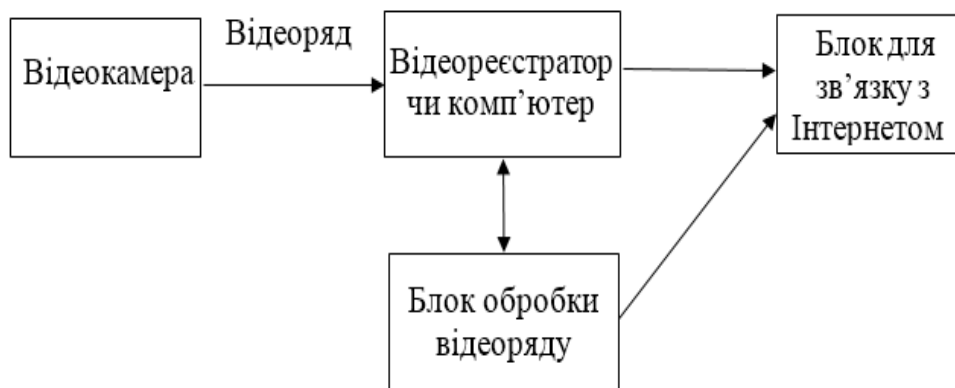 Відеокамера
Відеоряд
Відеореєстратор
чи комп’ютер
Блок для
зв’язку з
Інтернетом
Блок обробки
відеоряду